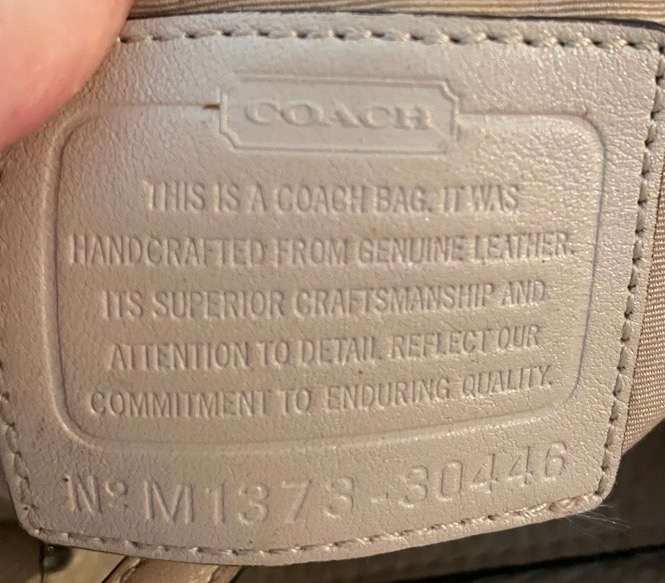 COACH
THIS IS A COACH BAG. IT WAS
HANDCRAFTED FROM GENUINE LEATHER.
ITS SUPERIOR CRAFTSMANSHIP AND
ATTENTION TO DETAIL REFLECT OUR
COMMITMENT TO ENDURING QUALITY.
Nº M1373-30446